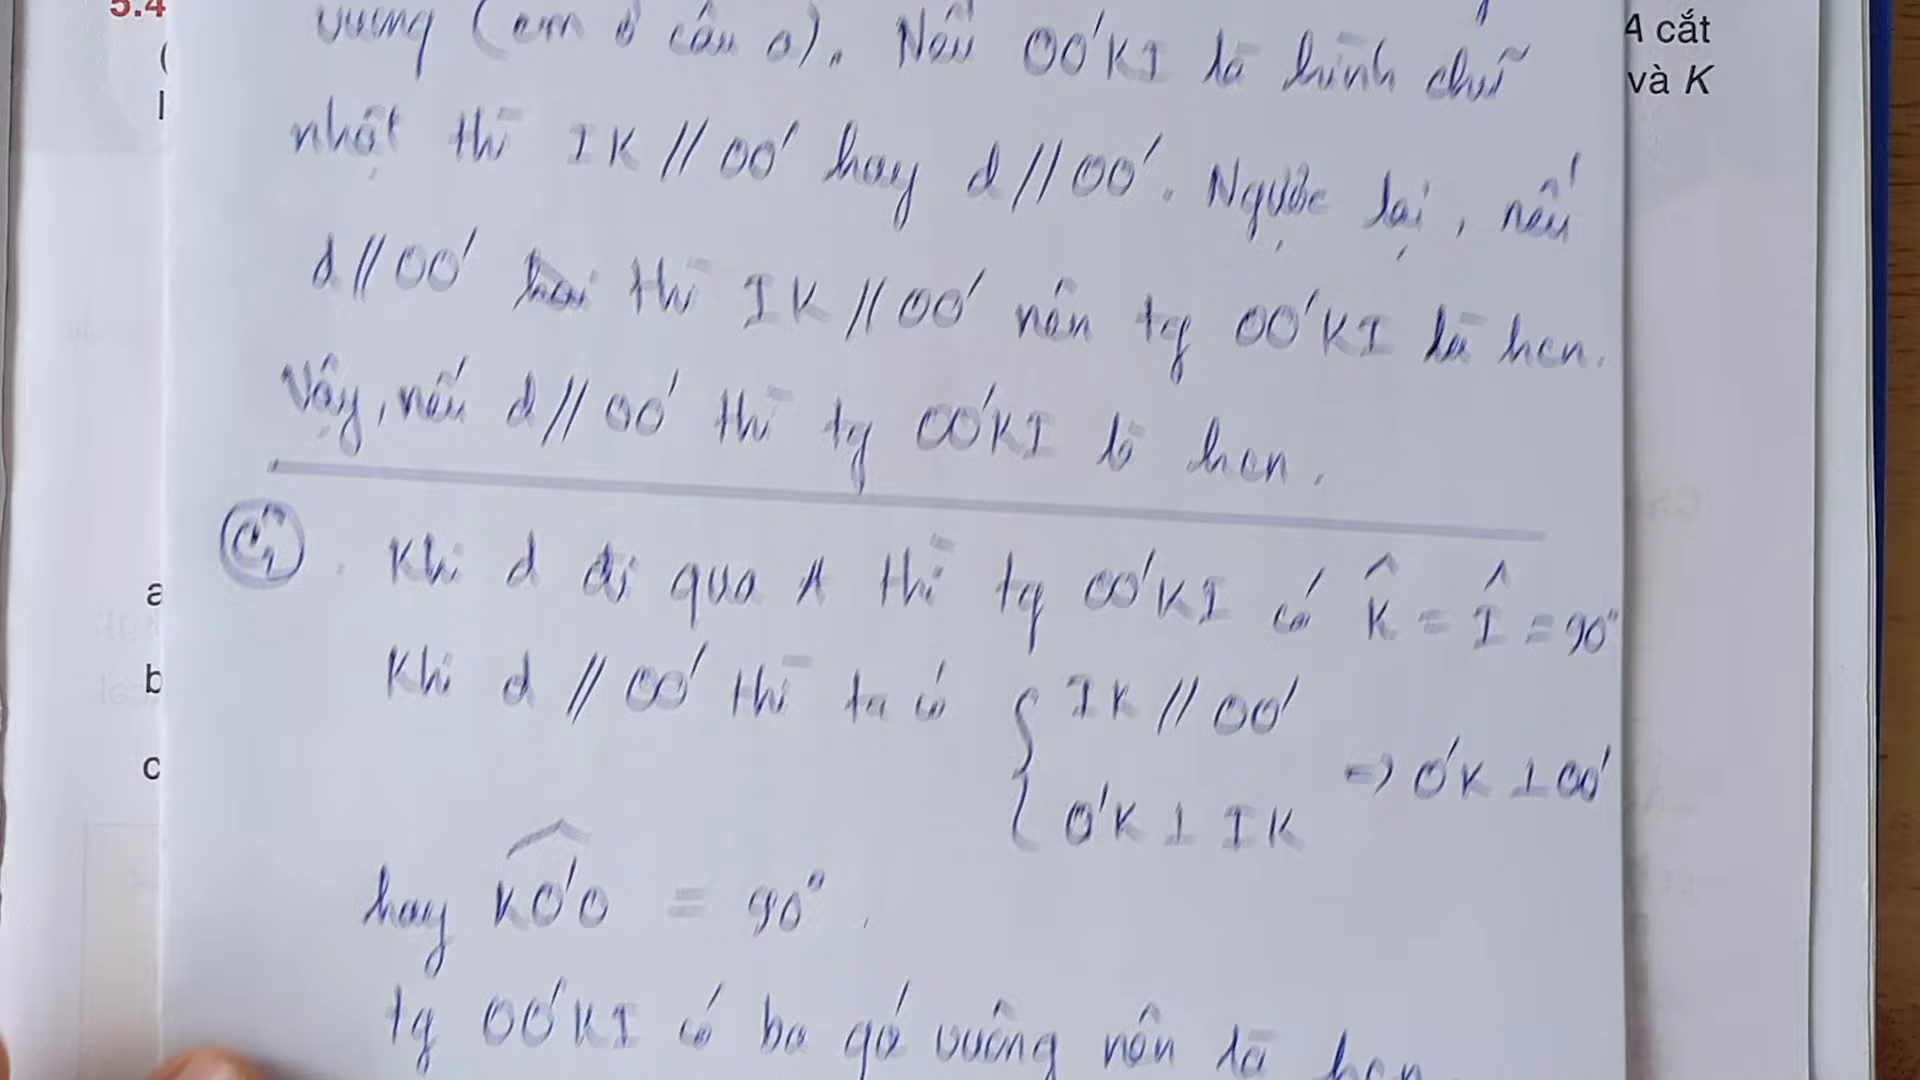 5.4
A cắt
và K
vuông (em ở câu a). Nếu OO'KI là hình chữ
nhật thì IK // OO' hay d // OO'. Ngược lại, nếu
d // OO' thì IK // OO' nên tg OO'KI là hcn.
Vậy, nếu d // OO' thì tg OO'KI là hcn.
Khi d đi qua A thì tg OO'KI có K̂ = Î = 90°
Khi d // OO' thì ta có { IK // OO'
O'K ⊥ IK => O'K ⊥ OO'
hay KO'O = 90°.
tg OO'KI có ba góc vuông nên là hcn
a
b
c